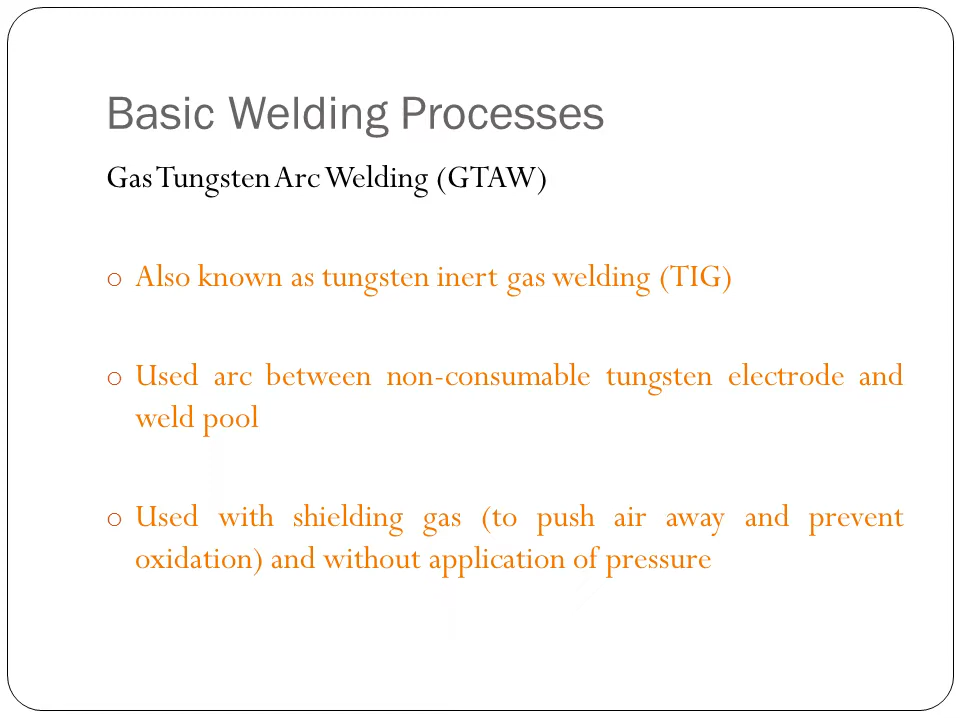 Basic Welding Processes
Gas Tungsten Arc Welding (GTAW)
o Also known as tungsten inert gas welding (TIG)
o Used arc between non-consumable tungsten electrode and
weld pool
o Used with shielding gas (to push air away and prevent
oxidation) and without application of pressure